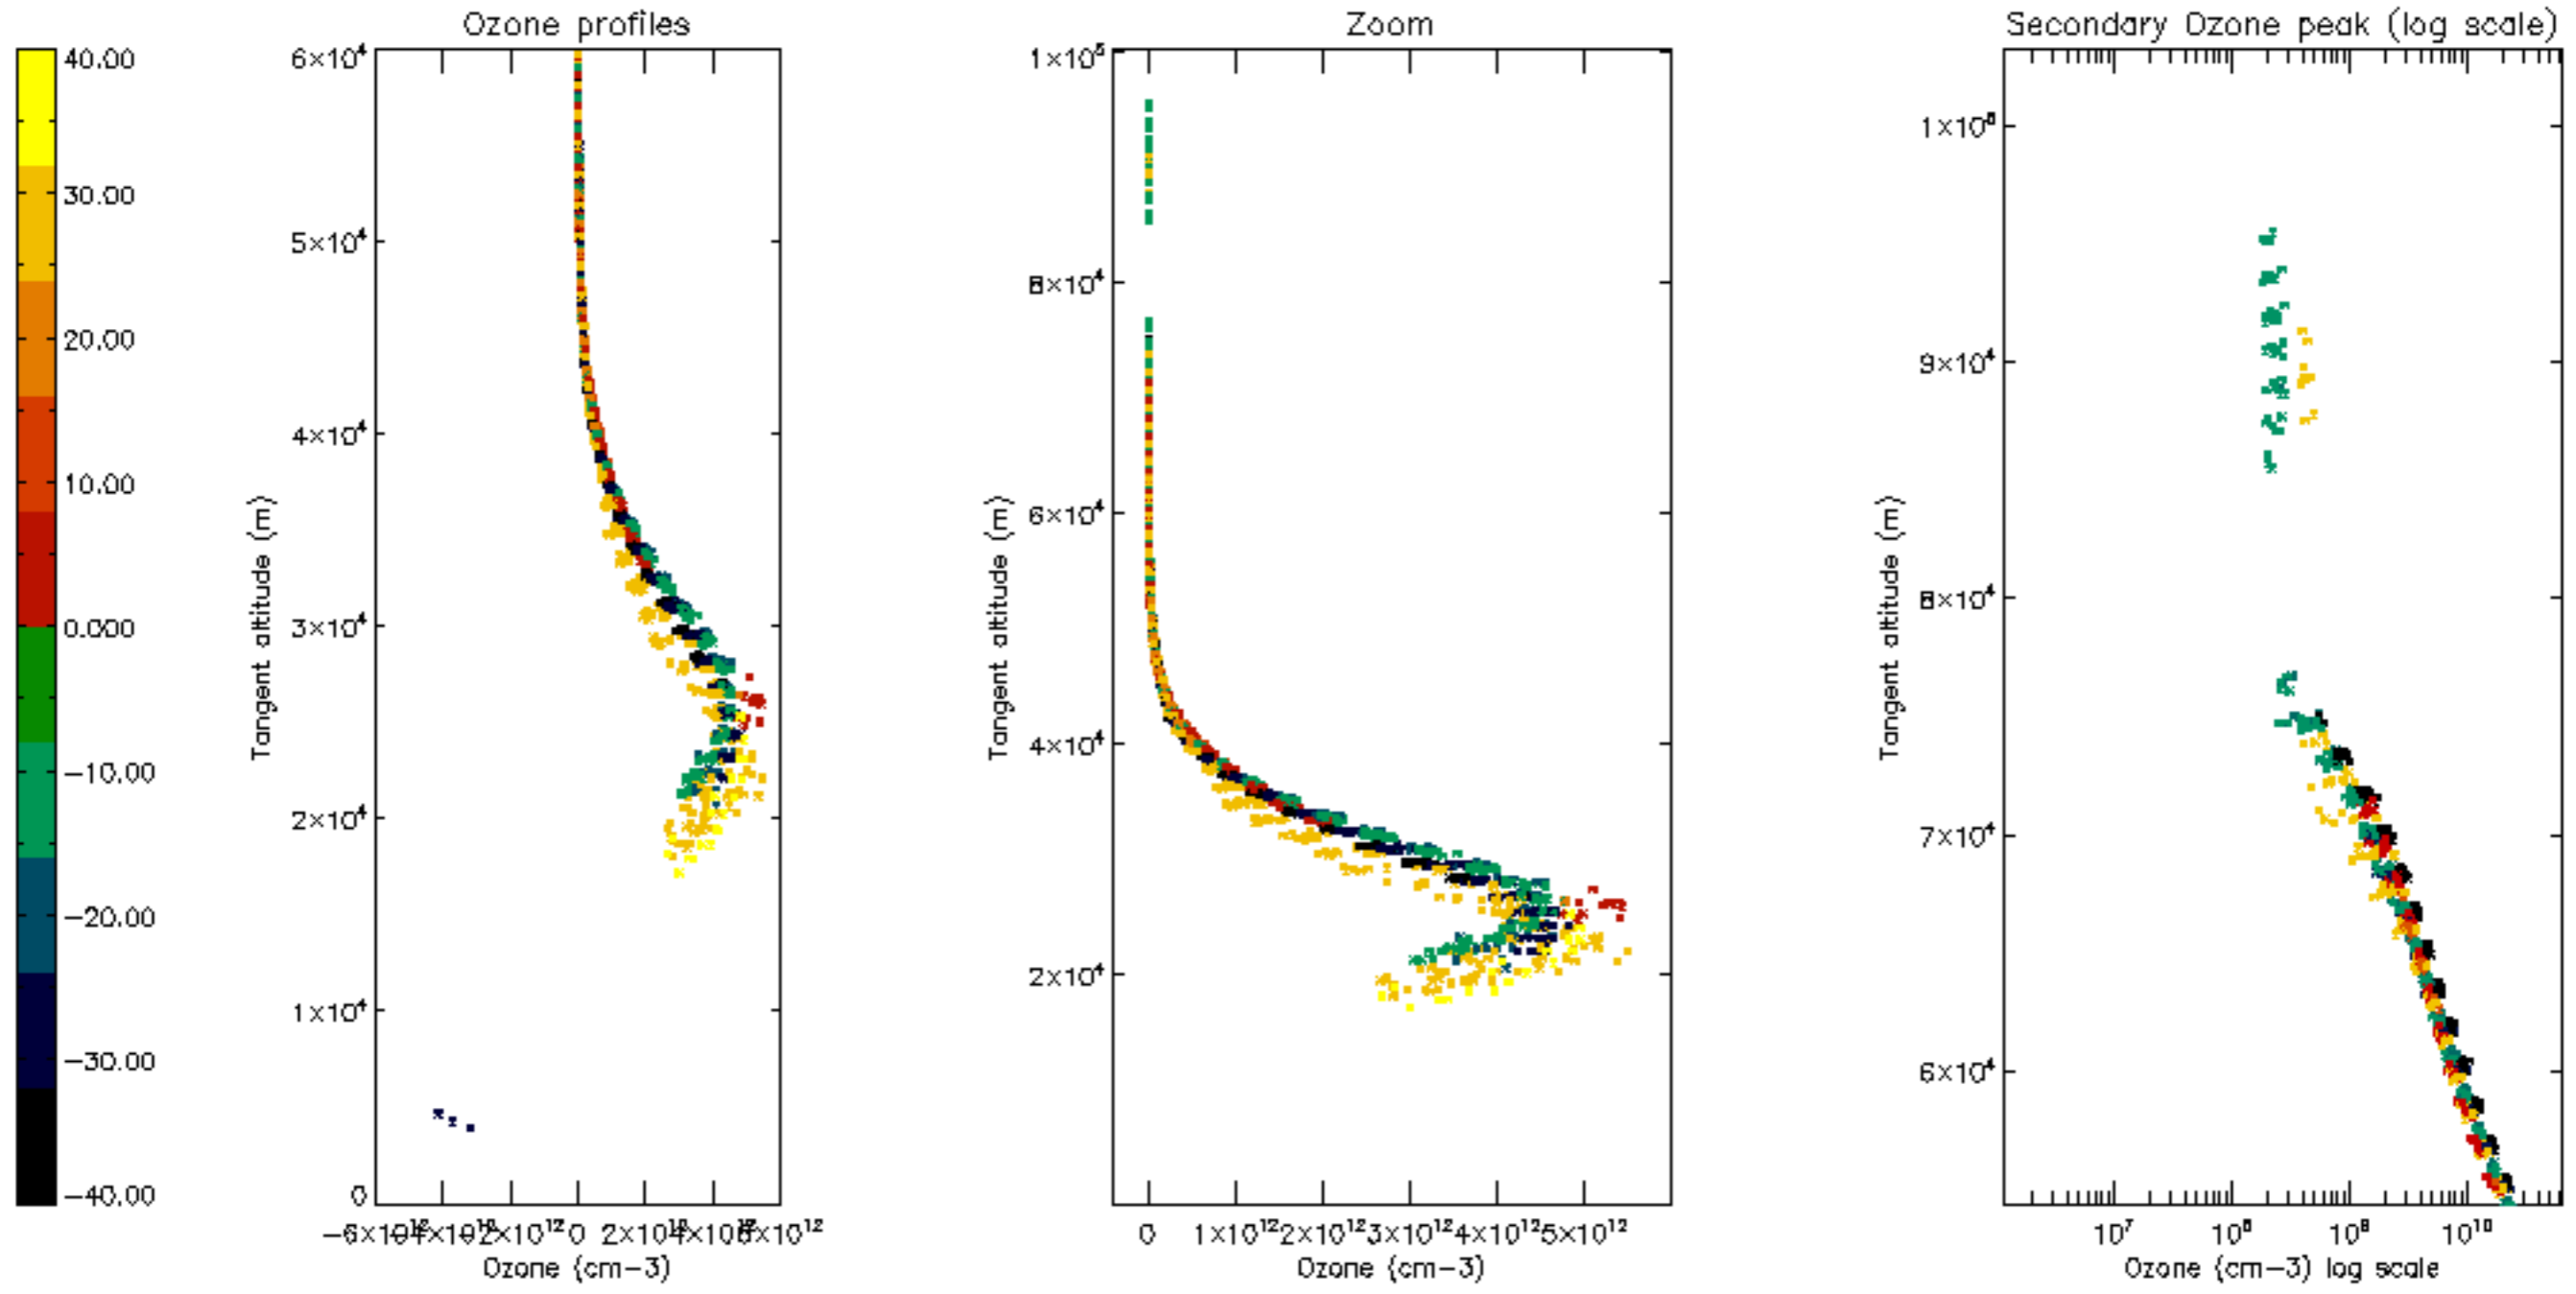 Ozone profiles
Zoom
Secondary Ozone peak (log scale)
40.00
30.00
20.00
10.00
0.000
−10.00
−20.00
−30.00
−40.00
6×10⁴
5×10⁴
4×10⁴
3×10⁴
2×10⁴
1×10⁴
0
Tangent altitude (m)
0
6×10¹²
Ozone (cm−3)
1×10⁵
8×10⁴
6×10⁴
4×10⁴
2×10⁴
Tangent altitude (m)
0 1×10¹² 2×10¹² 3×10¹² 4×10¹² 5×10¹²
Ozone (cm−3)
1×10⁵
9×10⁴
8×10⁴
7×10⁴
6×10⁴
Tangent altitude (m)
10⁷ 10⁸ 10⁹ 10¹⁰
Ozone (cm−3) log scale